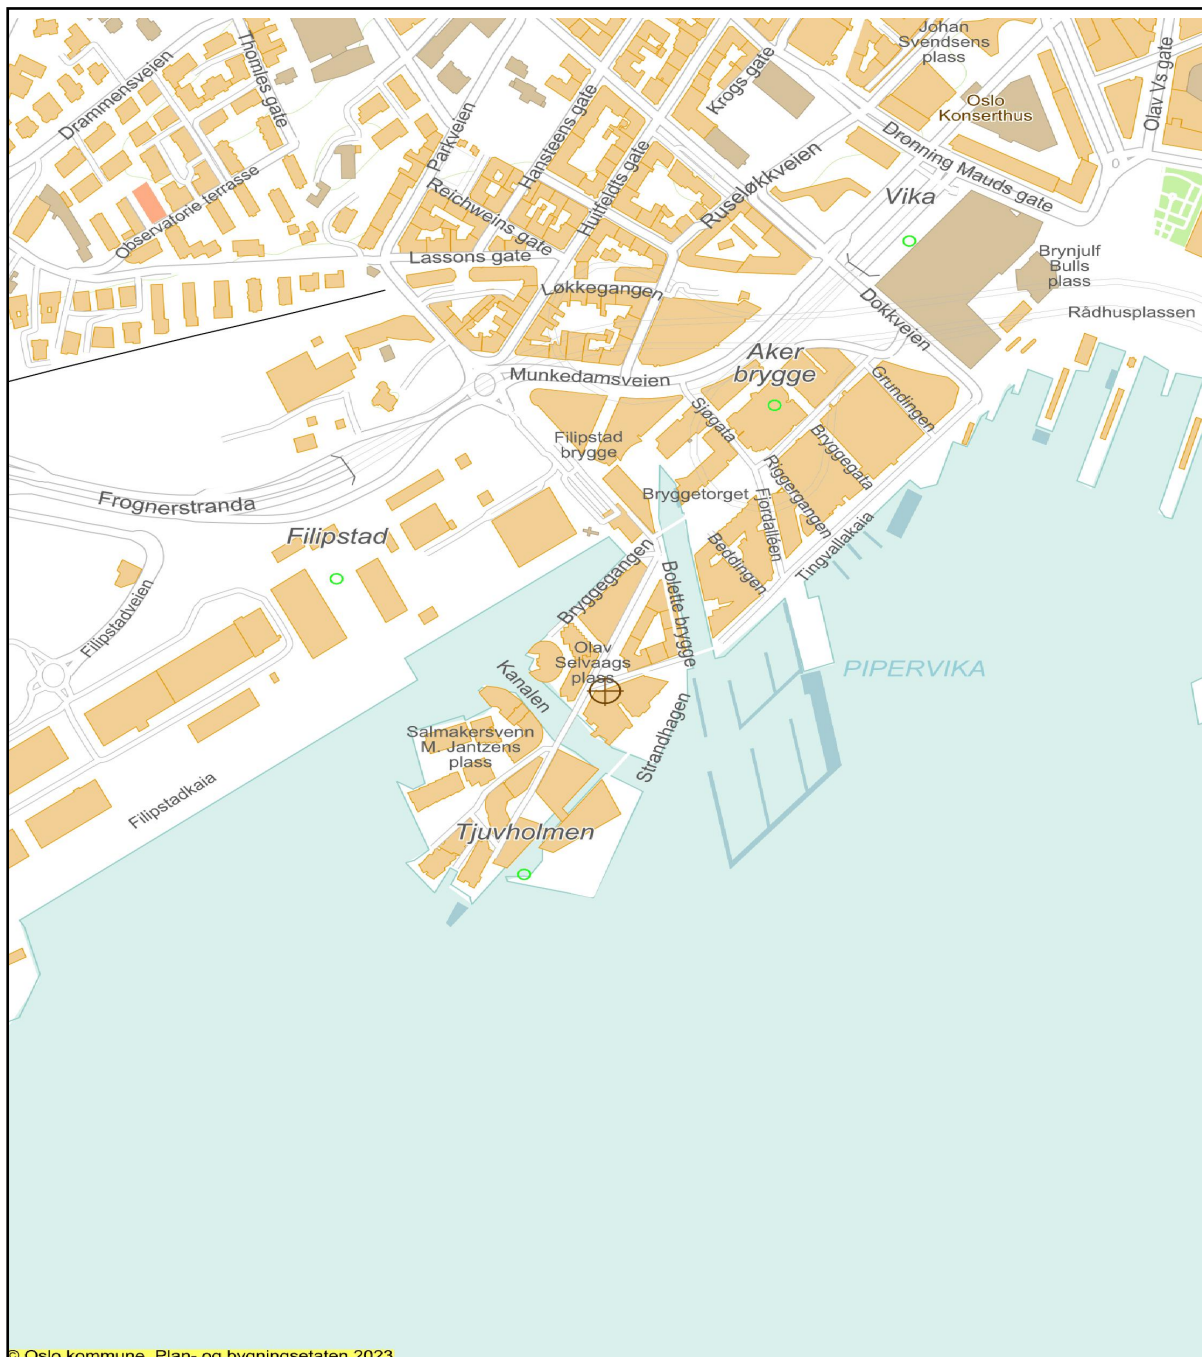 Johan
Svendsens
plass
Drammensveien
Thomles gate
Parkveien
Hansteens gate
Krogs gate
Oslo
Konserthus
Olav Vs gate
Dronning Mauds gate
Observatorie terrasse
Reichweins gate
Huitfeldts gate
Ruseløkkveien
Vika
Lassons gate
Løkkegangen
Brynjulf
Bulls
plass
Dokkveien
Rådhusplassen
Munkedamsveien
Aker
brygge
Grundingen
Sjøgata
Filipstad
brygge
Bryggegata
Riggergangen
Bryggetorget
Fjordalléen
Frognerstranda
Filipstad
Beddingen
Tingvallakaia
Bryggegangen
Bolette brygge
Filipstadveien
Olav
Selvaags
plass
PIPERVIKA
Kanalen
Strandhagen
Salmakersvenn
M. Jantzens
plass
Filipstadkaia
Tjuvholmen
© Oslo kommune, Plan- og bygningsetaten 2023